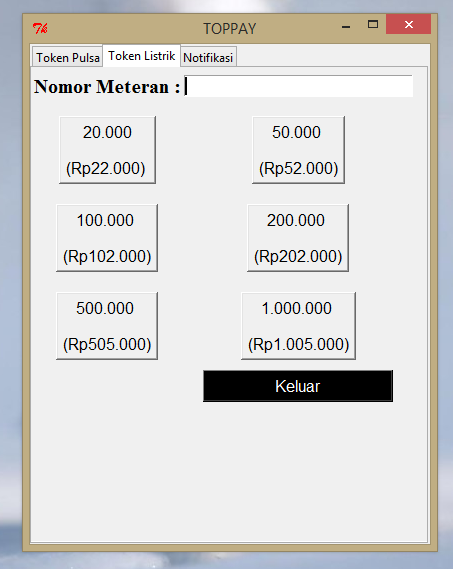 TOPPAY
Token Pulsa Token Listrik Notifikasi
Nomor Meteran :
20.000 50.000
(Rp22.000) (Rp52.000)
100.000 200.000
(Rp102.000) (Rp202.000)
500.000 1.000.000
(Rp505.000) (Rp1.005.000)
Keluar